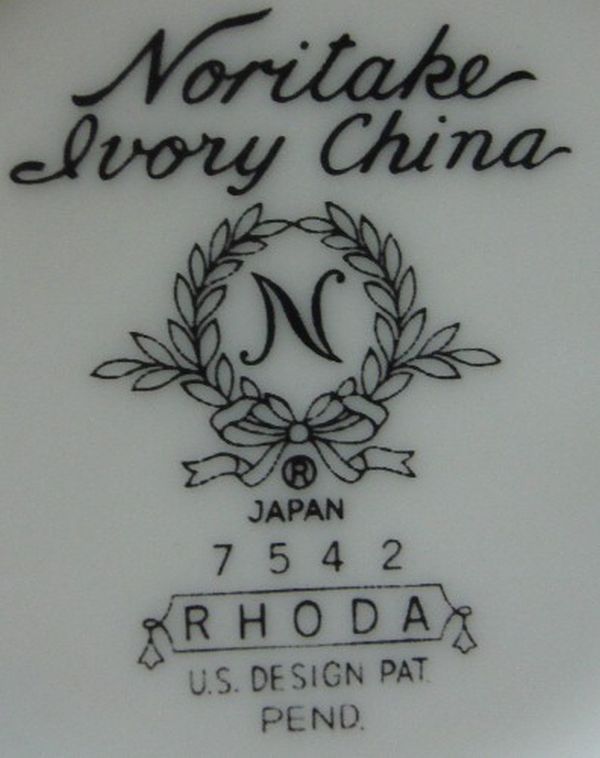 Noritake
Ivory China
N
®
JAPAN
7542
RHODA
U.S. DESIGN PAT.
PEND.